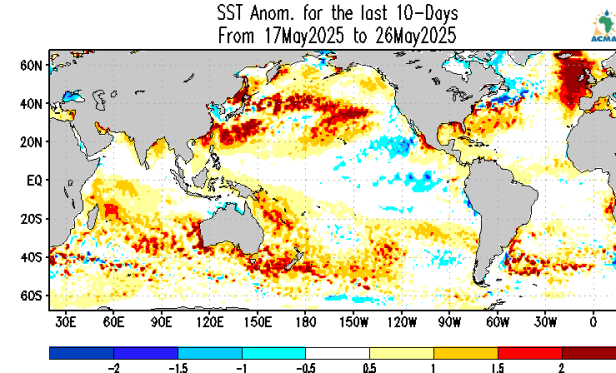 SST Anom. for the last 10-Days
From 17May2025 to 26May2025
ACMAD
60N
40N
20N
EQ
20S
40S
60S
30E 60E 90E 120E 150E 180 150W 120W 90W 60W 30W 0
-2 -1.5 -1 -0.5 0.5 1 1.5 2